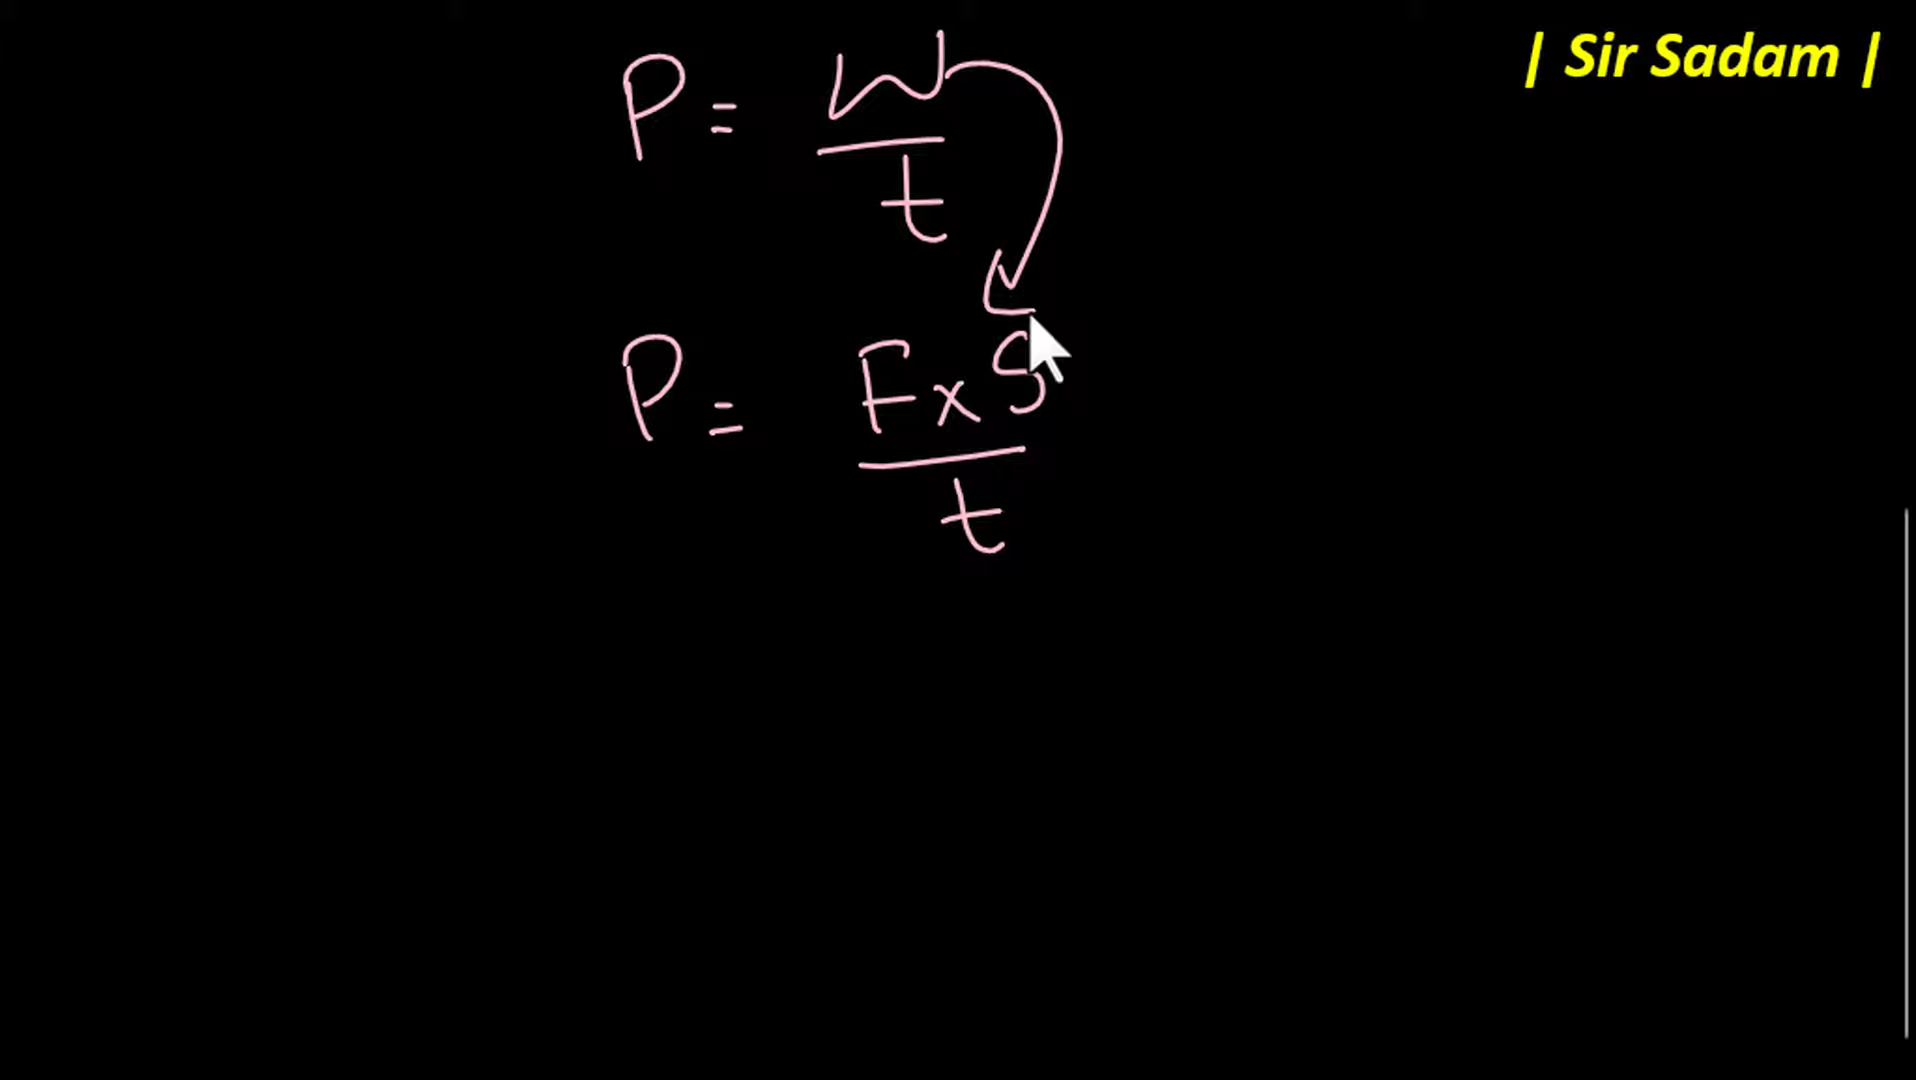 | Sir Sadam |
P = W/t
P = F x S/t